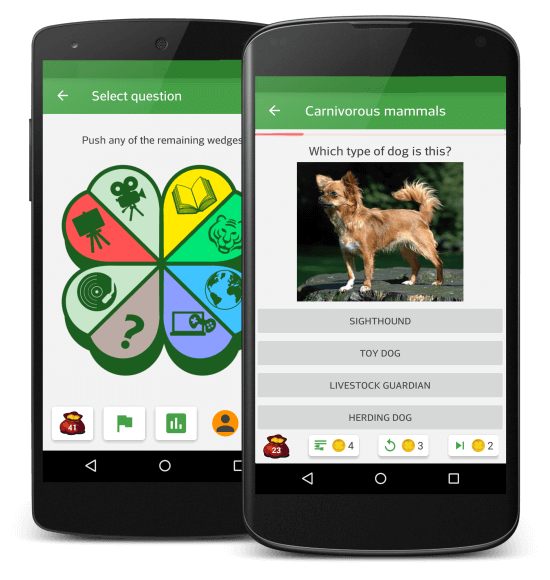 Select question
Push any of the remaining wedges
?
41
Carnivorous mammals
Which type of dog is this?
SIGHTHOUND
TOY DOG
LIVESTOCK GUARDIAN
HERDING DOG
23
4
3
2